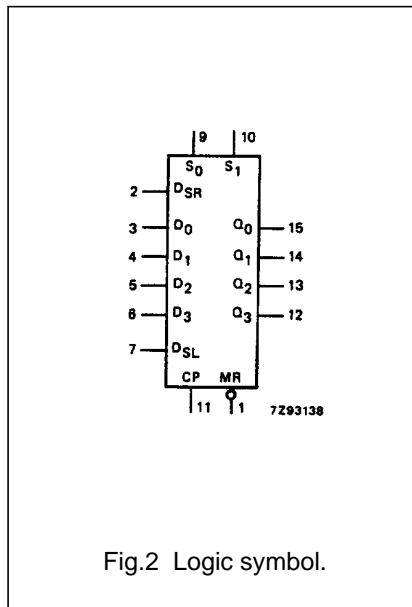 9 10
S0 S1
2 DSR
3 D0 Q0 15
4 D1 Q1 14
5 D2 Q2 13
6 D3 Q3 12
7 DSL
CP MR
11 1 7Z93138
Fig.2 Logic symbol.